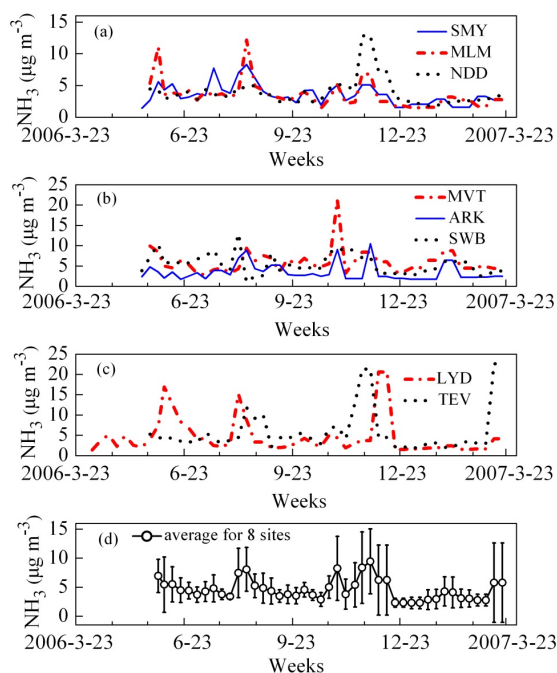 (a)
SMY
MLM
NDD
NH₃ (µg m⁻³)
15
10
5
0
2006-3-23 6-23 9-23 12-23 2007-3-23
Weeks
(b)
MVT
ARK
SWB
NH₃ (µg m⁻³)
25
20
15
10
5
0
2006-3-23 6-23 9-23 12-23 2007-3-23
Weeks
(c)
LYD
TEV
NH₃ (µg m⁻³)
25
20
15
10
5
0
2006-3-23 6-23 9-23 12-23 2007-3-23
Weeks
(d)
average for 8 sites
NH₃ (µg m⁻³)
15
10
5
0
2006-3-23 6-23 9-23 12-23 2007-3-23
Weeks